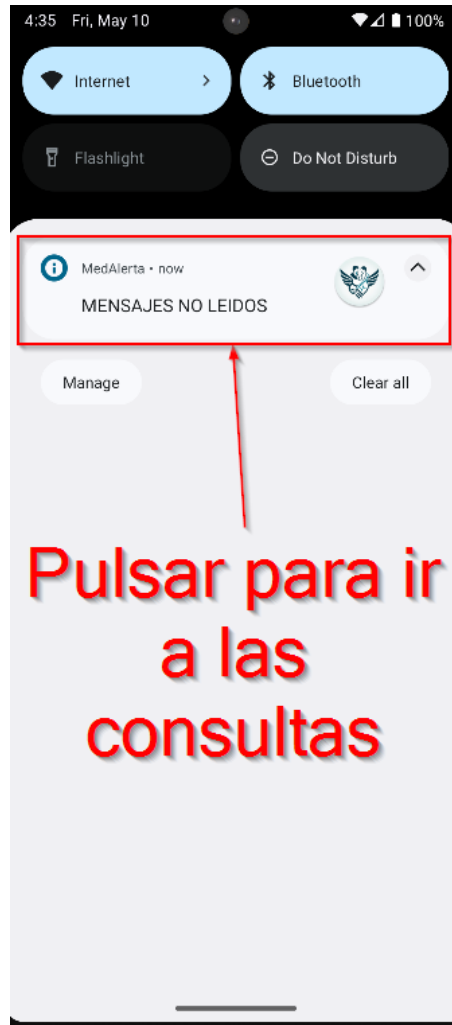 4:35 Fri, May 10 100%
Internet Bluetooth
Flashlight Do Not Disturb
MedAlerta • now
MENSAJES NO LEIDOS
Manage Clear all
Pulsar para ir
a las
consultas